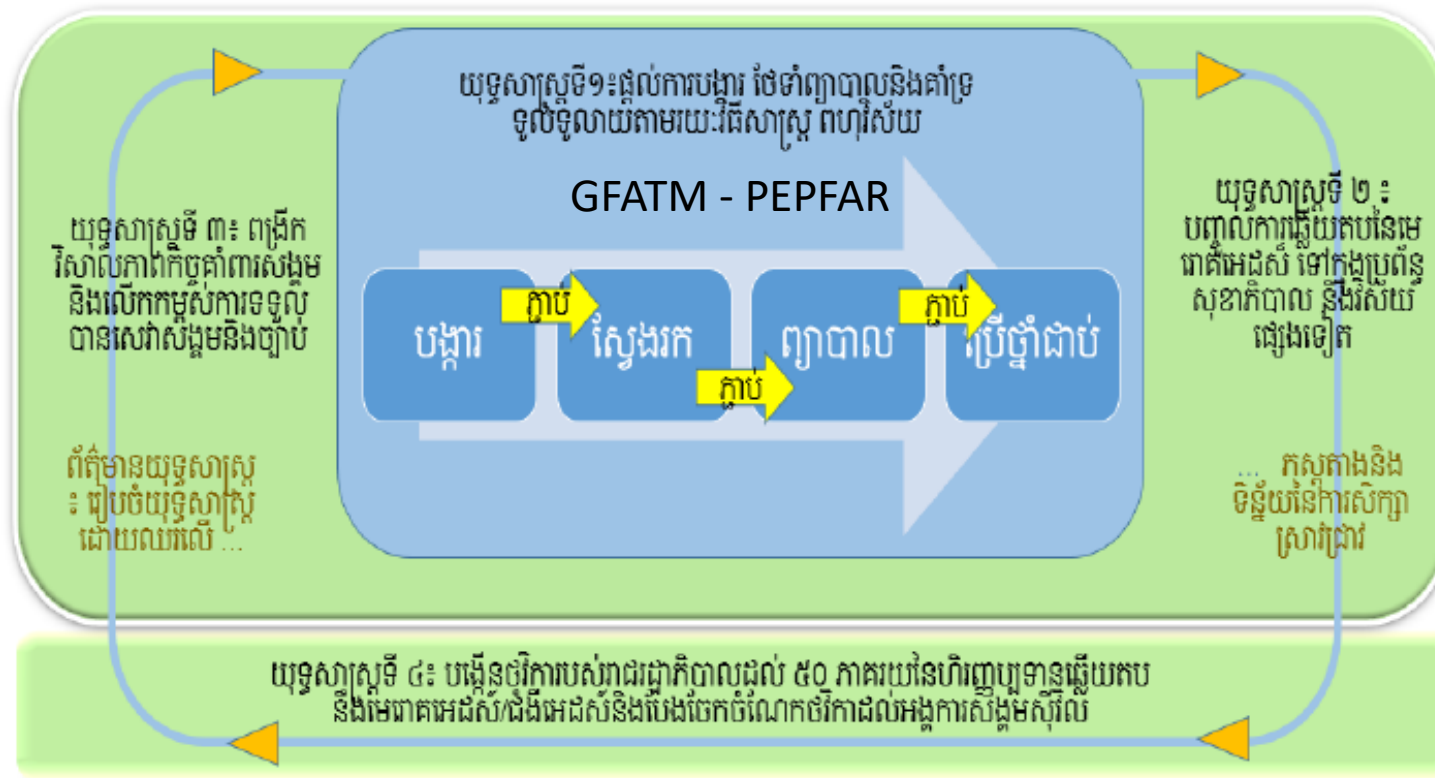 យុទ្ធសាស្ត្រទី១៖ផ្តល់ការបង្ការ ថែទាំព្យាបាលនិងគាំទ្រ
ទូលំទូលាយតាមរយៈវិធីសាស្ត្រ ពហុវិស័យ
GFATM - PEPFAR
បង្ការ
ភ្ជាប់
ស្វែងរក
ភ្ជាប់
ព្យាបាល
ភ្ជាប់
ប្រើថ្នាំជាប់
យុទ្ធសាស្ត្រទី ២ ៖
បញ្ចូលការឆ្លើយតបនៃមេ
រោគអេដស៍ ទៅក្នុងប្រព័ន្ធ
សុខាភិបាល និងវិស័យ
ផ្សេងទៀត
យុទ្ធសាស្ត្រទី ៣៖ ពង្រីក
វិសាលភាពកិច្ចគាំពារសង្គម
និងលើកកម្ពស់ការទទួល
បានសេវាសង្គមនិងច្បាប់
ព័ត៌មានយុទ្ធសាស្ត្រ
៖ រៀបចំយុទ្ធសាស្ត្រ
ដោយឈរលើ ...
... ភស្តុតាងនិង
ទិន្ន័យនៃការសិក្សា
ស្រាវជ្រាវ
យុទ្ធសាស្ត្រទី ៤៖ បង្កើនថវិការបស់រាជរដ្ឋាភិបាលដល់ ៥០ ភាគរយនៃហិរញ្ញប្បទានឆ្លើយតប
នឹងមេរោគអេដស៍/ជំងឺអេដស៍និងបែងចែកចំណែកថវិកាដល់អង្គការសង្គមស៊ីវិល